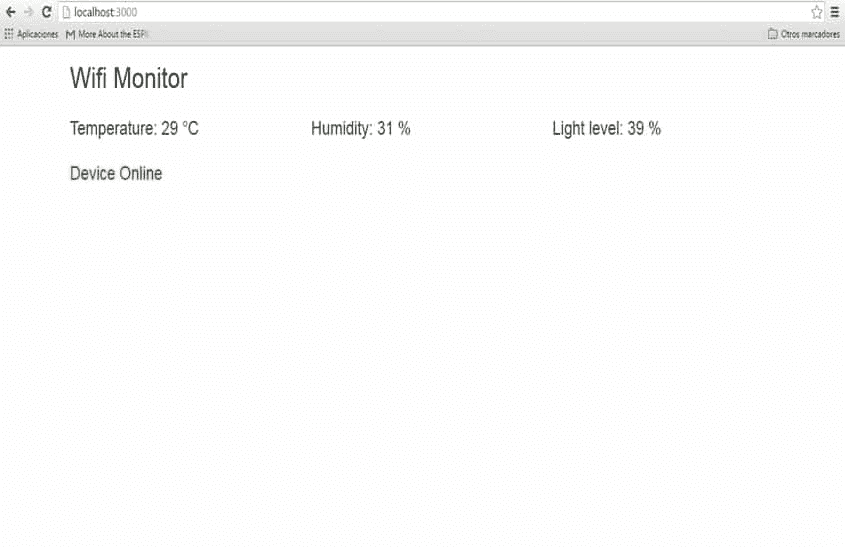 localhost:3000
Aplicaciones More About the ESP8 Otros marcadores
Wifi Monitor
Temperature: 29 °C Humidity: 31 % Light level: 39 %
Device Online